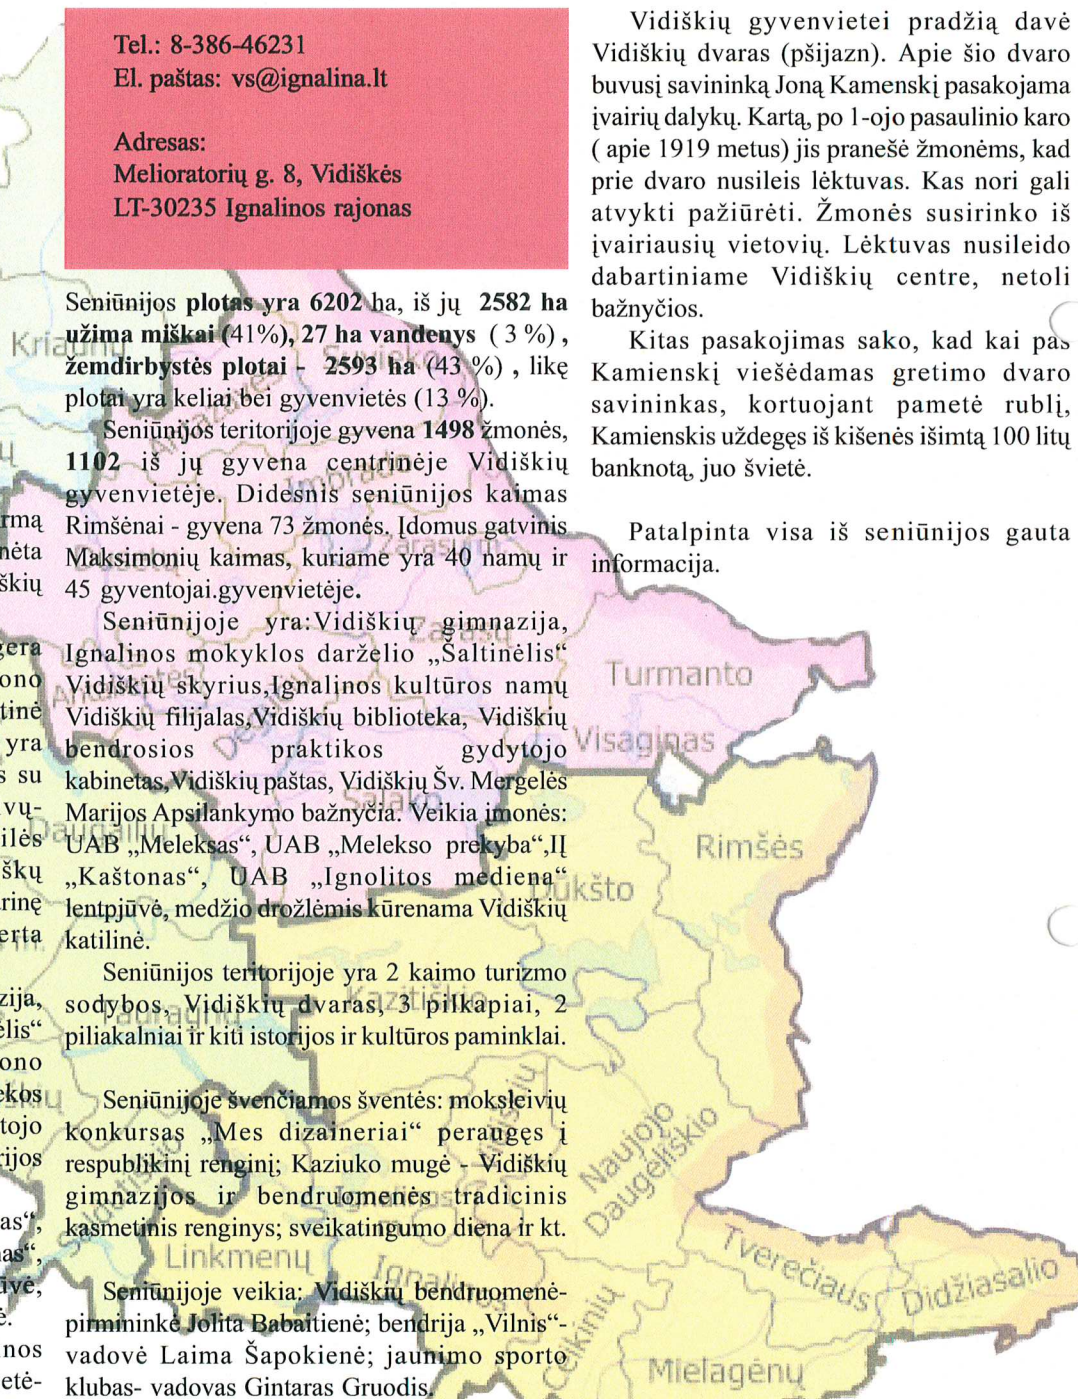 Tel.: 8-386-46231
El. paštas: vs@ignalina.lt
Adresas:
Melioratorių g. 8, Vidiškės
LT-30235 Ignalinos rajonas
Seniūnijos plotas yra 6202 ha, iš jų 2582 ha
užima miškai (41%), 27 ha vandenys ( 3 %) ,
žemdirbystės plotai - 2593 ha (43 %) , likę
plotai yra keliai bei gyvenvietės (13 %).
Seniūnijos teritorijoje gyvena 1498 žmonės,
1102 iš jų gyvena centrinėje Vidiškių
gyvenvietėje. Didesnis seniūnijos kaimas
Rimšėnai - gyvena 73 žmonės. Įdomus gatvinis
Maksimonių kaimas, kuriame yra 40 namų ir
45 gyventojai.gyvenvietėje.
Seniūnijoje yra:Vidiškių gimnazija,
Ignalinos mokyklos darželio „Šaltinėlis“
Vidiškių skyrius,Ignalinos kultūros namų
Vidiškių filijalas,Vidiškių biblioteka, Vidiškių
bendrosios praktikos gydytojo
kabinetas,Vidiškių paštas, Vidiškių Šv. Mergelės
Marijos Apsilankymo bažnyčia. Veikia įmonės:
UAB „Meleksas“, UAB „Melekso prekyba“,IĮ
„Kaštonas“, UAB „Ignolitos mediena“
lentpjūvė, medžio drožlėmis kūrenama Vidiškių
katilinė.
Seniūnijos teritorijoje yra 2 kaimo turizmo
sodybos, Vidiškių dvaras, 3 pilkapiai, 2
piliakalniai ir kiti istorijos ir kultūros paminklai.
Seniūnijoje švenčiamos šventės: moksleivių
konkursas „Mes dizaineriai“ peraugęs į
respublikinį renginį; Kaziuko mugė - Vidiškių
gimnazijos ir bendruomenės tradicinis
kasmetinis renginys; sveikatingumo diena ir kt.
Seniūnijoje veikia: Vidiškių bendruomenė-
pirmininkė Jolita Babaitienė; bendrija „Vilnis“-
vadovė Laima Šapokienė; jaunimo sporto
klubas- vadovas Gintaras Gruodis.
Vidiškių gyvenvietei pradžią davė
Vidiškių dvaras (pšijazn). Apie šio dvaro
buvusį savininką Joną Kamenskį pasakojama
įvairių dalykų. Kartą, po 1-ojo pasaulinio karo
( apie 1919 metus) jis pranešė žmonėms, kad
prie dvaro nusileis lėktuvas. Kas nori gali
atvykti pažiūrėti. Žmonės susirinko iš
įvairiausių vietovių. Lėktuvas nusileido
dabartiniame Vidiškių centre, netoli
bažnyčios.
Kitas pasakojimas sako, kad kai pas
Kamienskį viešėdamas gretimo dvaro
savininkas, kortuojant pametė rublį,
Kamienskis uždegęs iš kišenės išimtą 100 litų
banknotą, juo švietė.
Patalpinta visa iš seniūnijos gauta
informacija.
Turmanto
Visaginas
Rimšės
Dūkšto
Kazitiškio
Naujojo
Daugėliškio
Linkmenų
Tverečiaus
Didžiasalio
Ceikinių
Mielagėnų